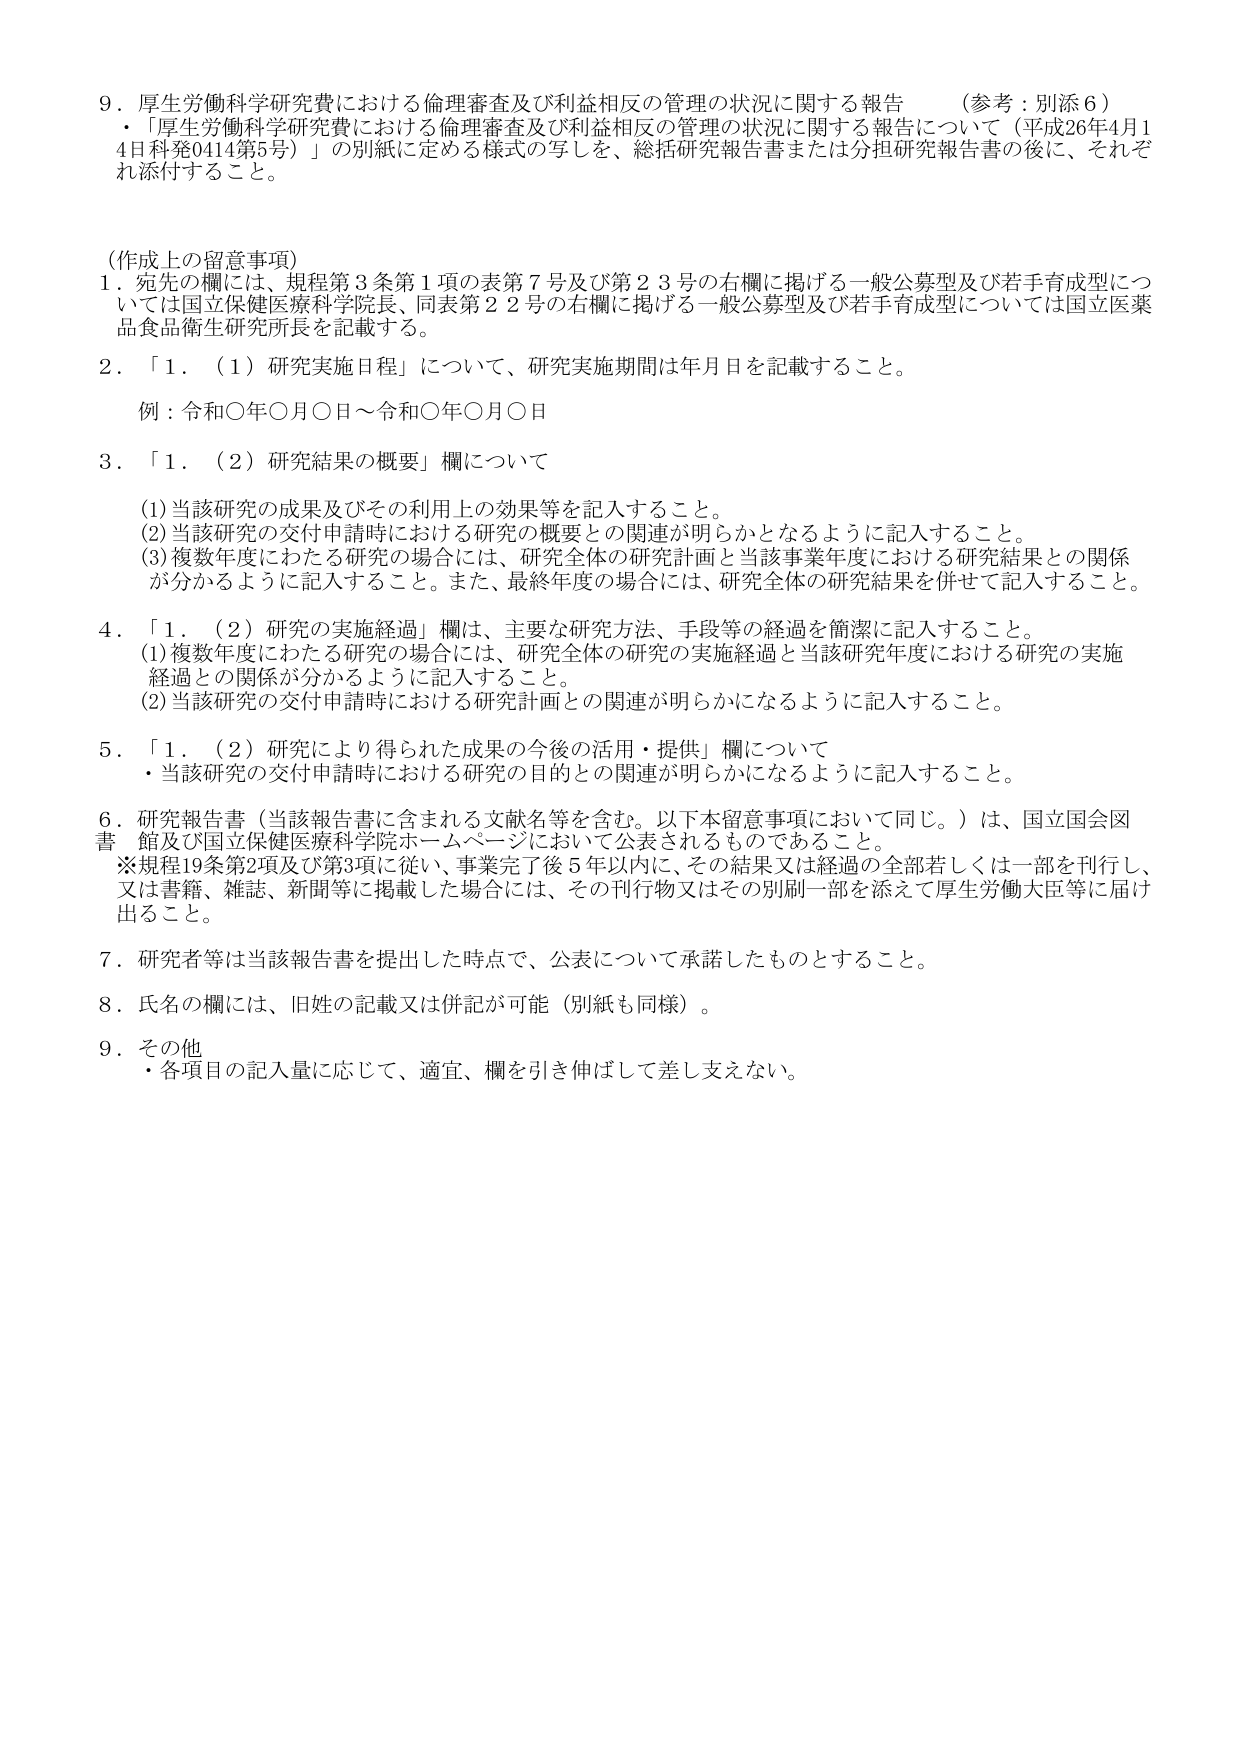 ９．厚生労働科学研究費における倫理審査及び利益相反の管理の状況に関する報告　　（参考：別添６）
・「厚生労働科学研究費における倫理審査及び利益相反の管理の状況に関する報告について（平成26年4月1
4日科発0414第5号）」の別紙に定める様式の写しを、総括研究報告書または分担研究報告書の後に、それぞ
れ添付すること。
（作成上の留意事項）
１．宛先の欄には、規程第３条第１項の表第７号及び第２３号の右欄に掲げる一般公募型及び若手育成型につ
いては国立保健医療科学院長、同表第２２号の右欄に掲げる一般公募型及び若手育成型については国立医薬
品食品衛生研究所長を記載する。
２．「１．（１）研究実施日程」について、研究実施期間は年月日を記載すること。
例：令和〇年〇月〇日～令和〇年〇月〇日
３．「１．（２）研究結果の概要」欄について
(1)当該研究の成果及びその利用上の効果等を記入すること。
(2)当該研究の交付申請時における研究の概要との関連が明らかとなるように記入すること。
(3)複数年度にわたる研究の場合には、研究全体の研究計画と当該事業年度における研究結果との関係
が分かるように記入すること。また、最終年度の場合には、研究全体の研究結果を併せて記入すること。
４．「１．（２）研究の実施経過」欄は、主要な研究方法、手段等の経過を簡潔に記入すること。
(1)複数年度にわたる研究の場合には、研究全体の研究の実施経過と当該研究年度における研究の実施
経過との関係が分かるように記入すること。
(2)当該研究の交付申請時における研究計画との関連が明らかになるように記入すること。
５．「１．（２）研究により得られた成果の今後の活用・提供」欄について
・当該研究の交付申請時における研究の目的との関連が明らかになるように記入すること。
６．研究報告書（当該報告書に含まれる文献名等を含む。以下本留意事項において同じ。）は、国立国会図
書　館及び国立保健医療科学院ホームページにおいて公表されるものであること。
※規程19条第2項及び第3項に従い、事業完了後５年以内に、その結果又は経過の全部若しくは一部を刊行し、
又は書籍、雑誌、新聞等に掲載した場合には、その刊行物又はその別刷一部を添えて厚生労働大臣等に届け
出ること。
７．研究者等は当該報告書を提出した時点で、公表について承諾したものとすること。
８．氏名の欄には、旧姓の記載又は併記が可能（別紙も同様）。
９．その他
・各項目の記入量に応じて、適宜、欄を引き伸ばして差し支えない。